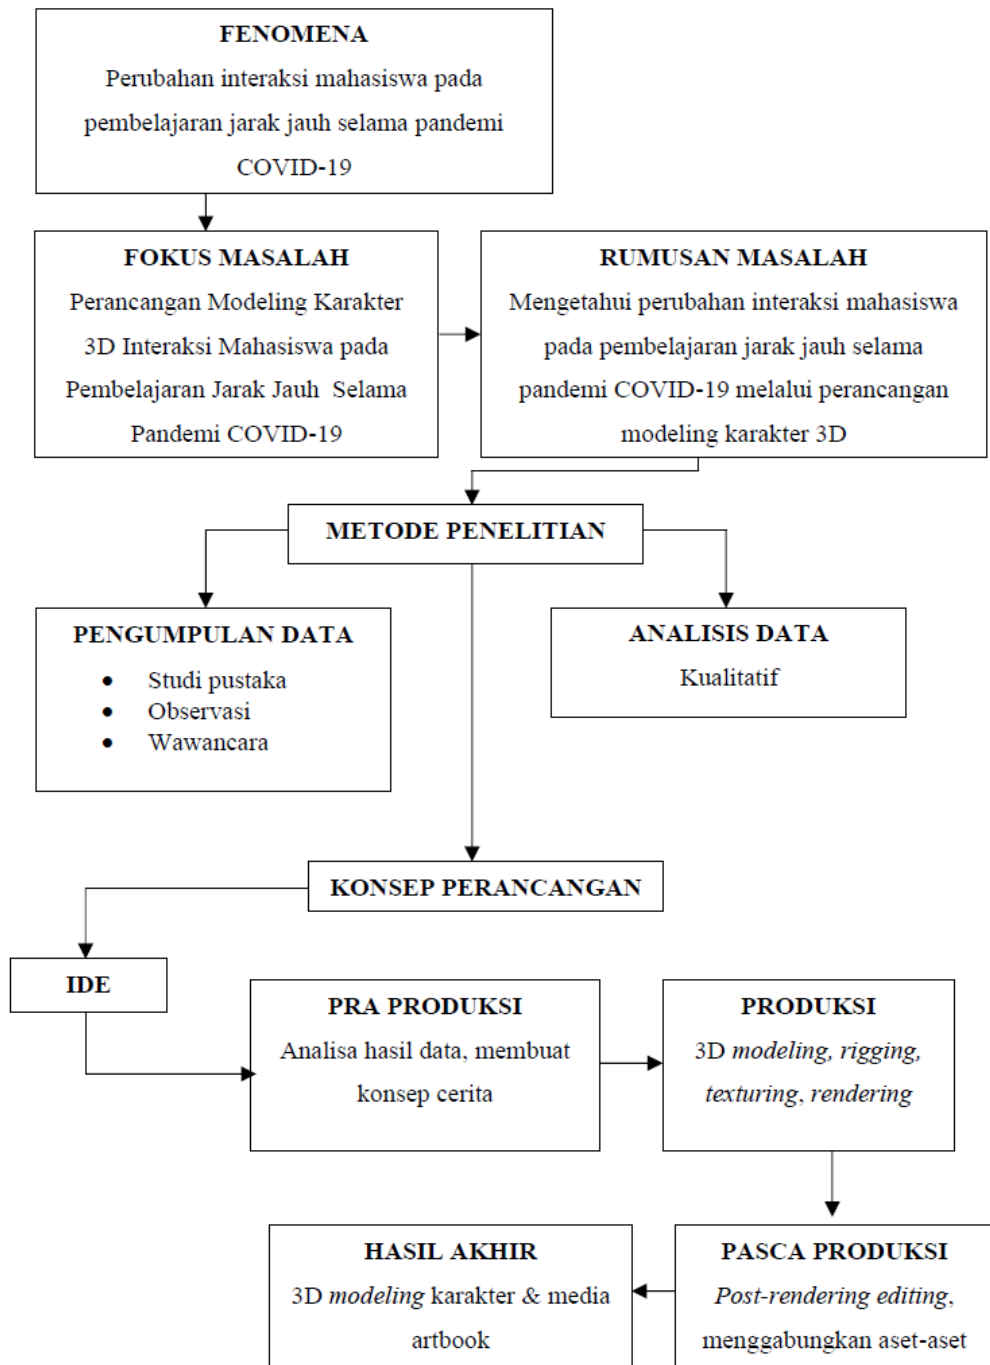 FENOMENA
Perubahan interaksi mahasiswa pada
pembelajaran jarak jauh selama pandemi
COVID-19
FOKUS MASALAH
Perancangan Modeling Karakter
3D Interaksi Mahasiswa pada
Pembelajaran Jarak Jauh Selama
Pandemi COVID-19
RUMUSAN MASALAH
Mengetahui perubahan interaksi mahasiswa
pada pembelajaran jarak jauh selama
pandemi COVID-19 melalui perancangan
modeling karakter 3D
METODE PENELITIAN
PENGUMPULAN DATA
• Studi pustaka
• Observasi
• Wawancara
ANALISIS DATA
Kualitatif
KONSEP PERANCANGAN
IDE
PRA PRODUKSI
Analisa hasil data, membuat
konsep cerita
PRODUKSI
3D modeling, rigging,
texturing, rendering
PASCA PRODUKSI
Post-rendering editing,
menggabungkan aset-aset
HASIL AKHIR
3D modeling karakter & media
artbook